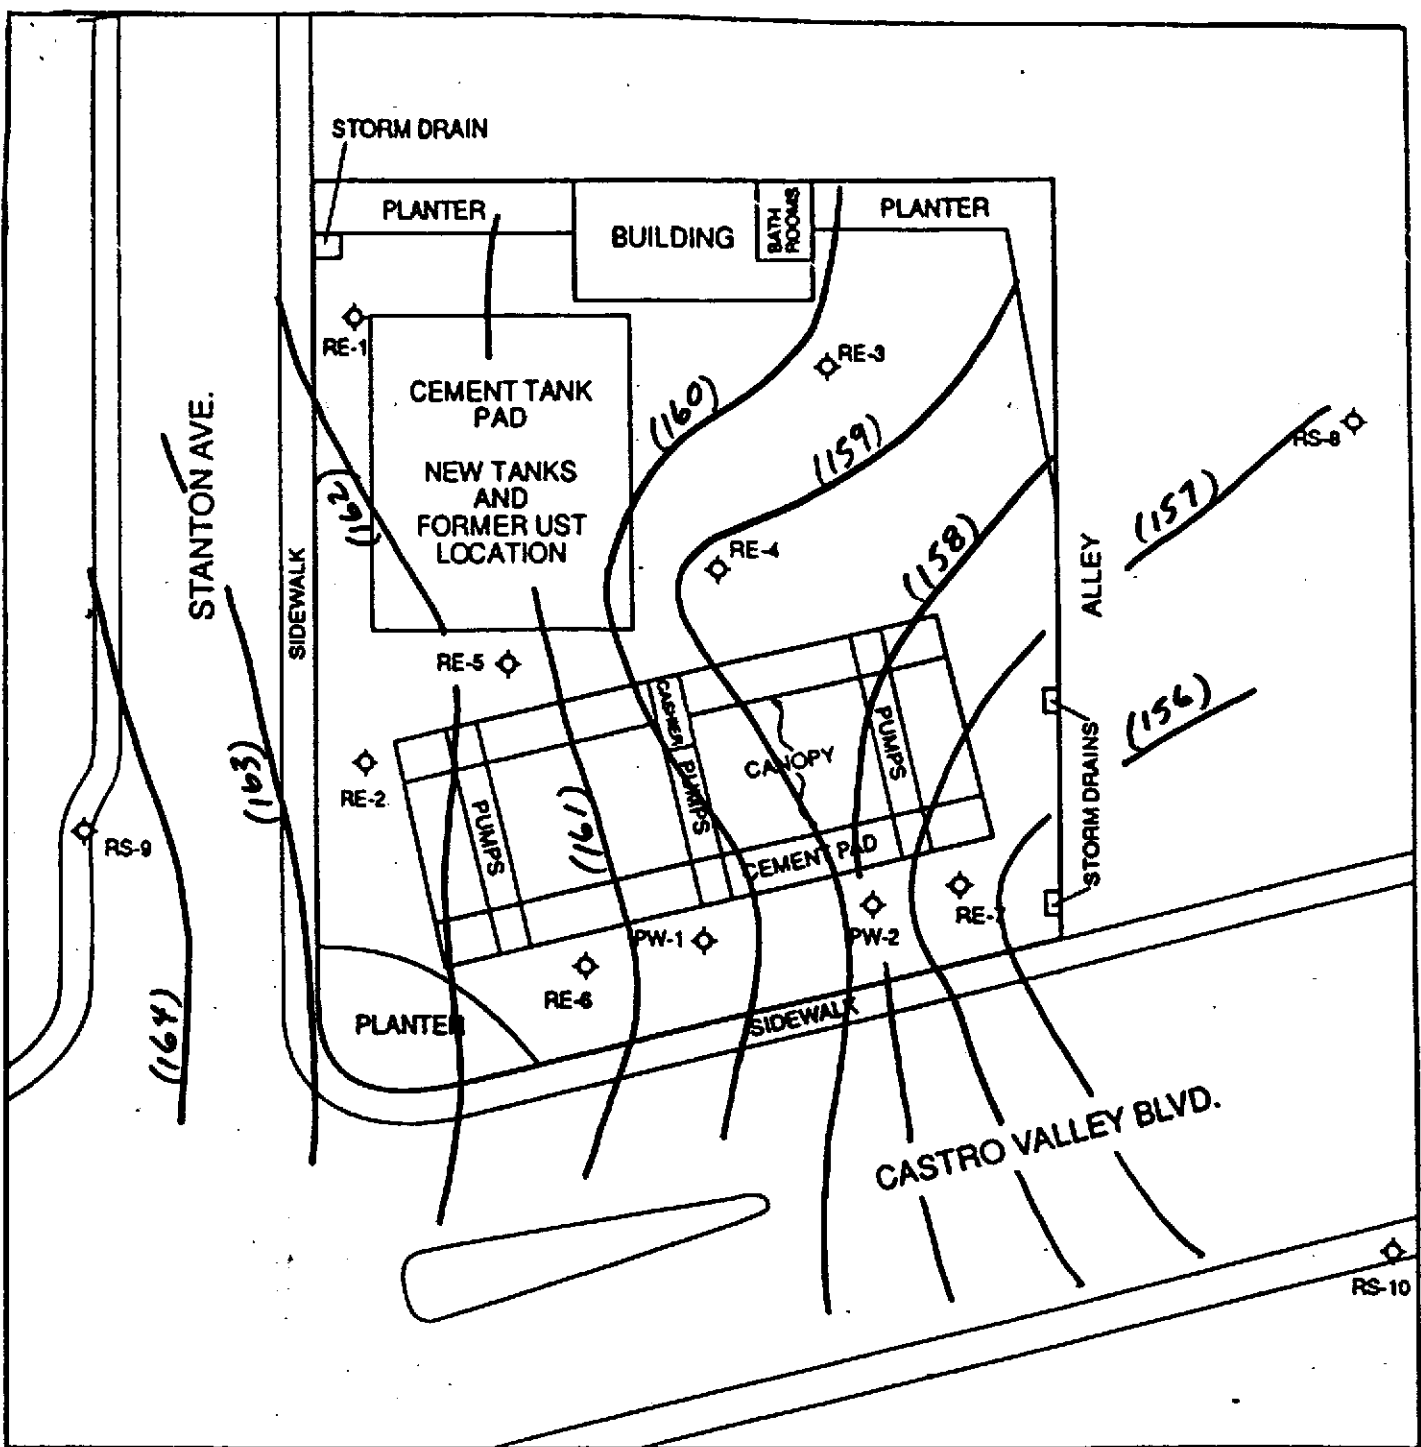 STORM DRAIN
PLANTER
BUILDING
BATH
ROOMS
PLANTER
RE-1
RE-3
CEMENT TANK
PAD
NEW TANKS
AND
FORMER UST
LOCATION
STANTON AVE.
SIDEWALK
(160)
(159)
RS-8
(162)
(157)
RE-4
(158)
ALLEY
RE-5
CASHIER
(156)
PUMPS
CANOPY
(163)
RE-2
PUMPS
PUMPS
(161)
STORM DRAINS
RS-9
CEMENT PAD
RE-7
PW-1
PW-2
RE-6
(164)
PLANTER
SIDEWALK
CASTRO VALLEY BLVD.
RS-10